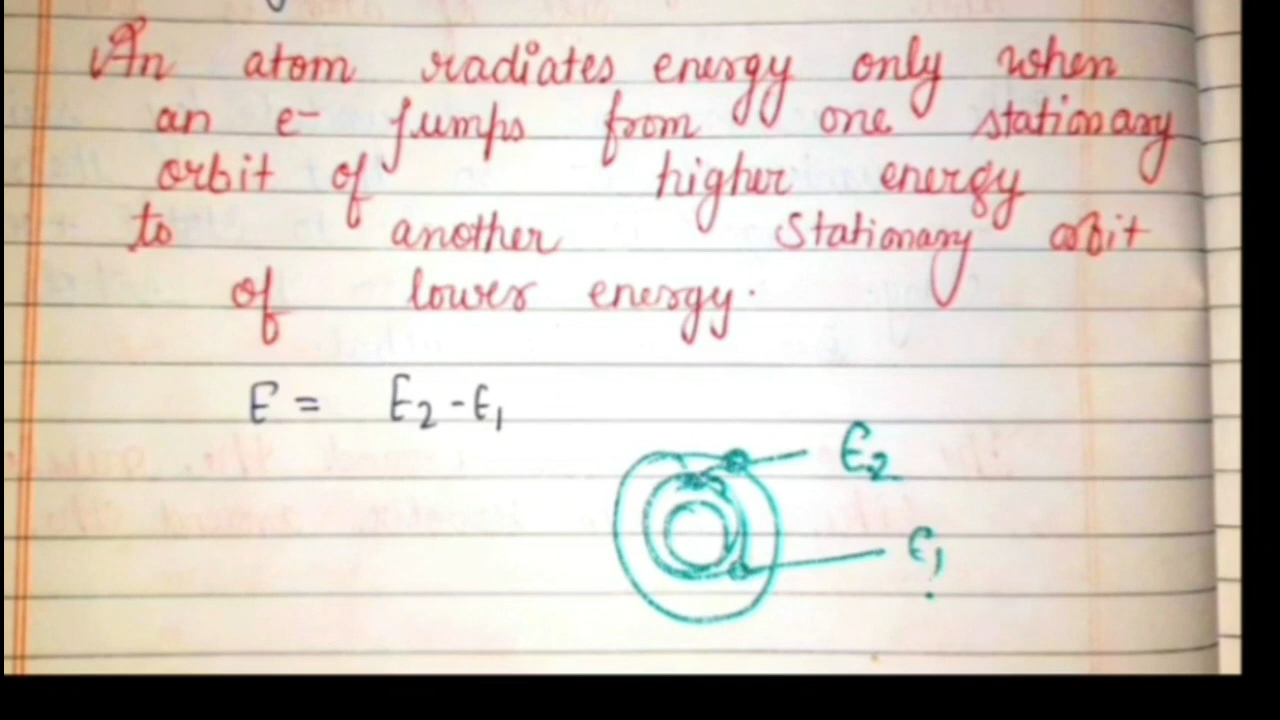 An atom radiates energy only when
an e- jumps from one stationary
orbit of higher energy
to another stationary orbit
of lower energy.
E = E₂ - E₁
E₂
E₁